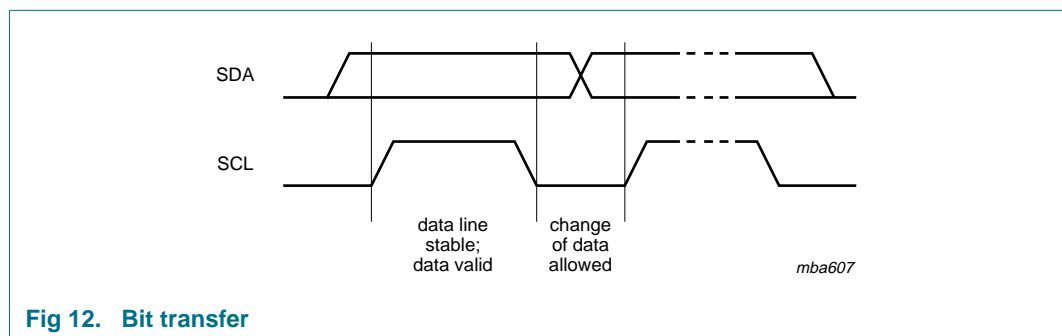 SDA
SCL
data line
stable;
data valid
change
of data
allowed
mba607
Fig 12. Bit transfer